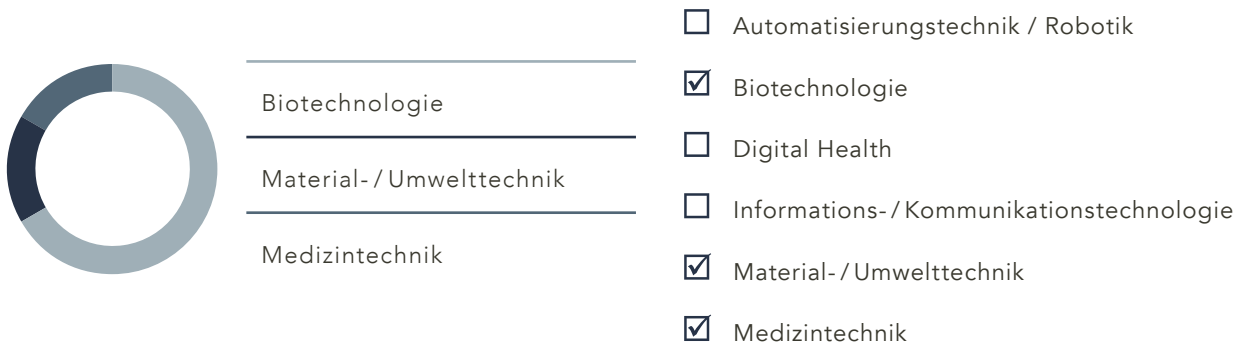 Biotechnologie
Material- / Umwelttechnik
Medizintechnik
Automatisierungstechnik / Robotik
Biotechnologie
Digital Health
Informations- / Kommunikationstechnologie
Material- / Umwelttechnik
Medizintechnik